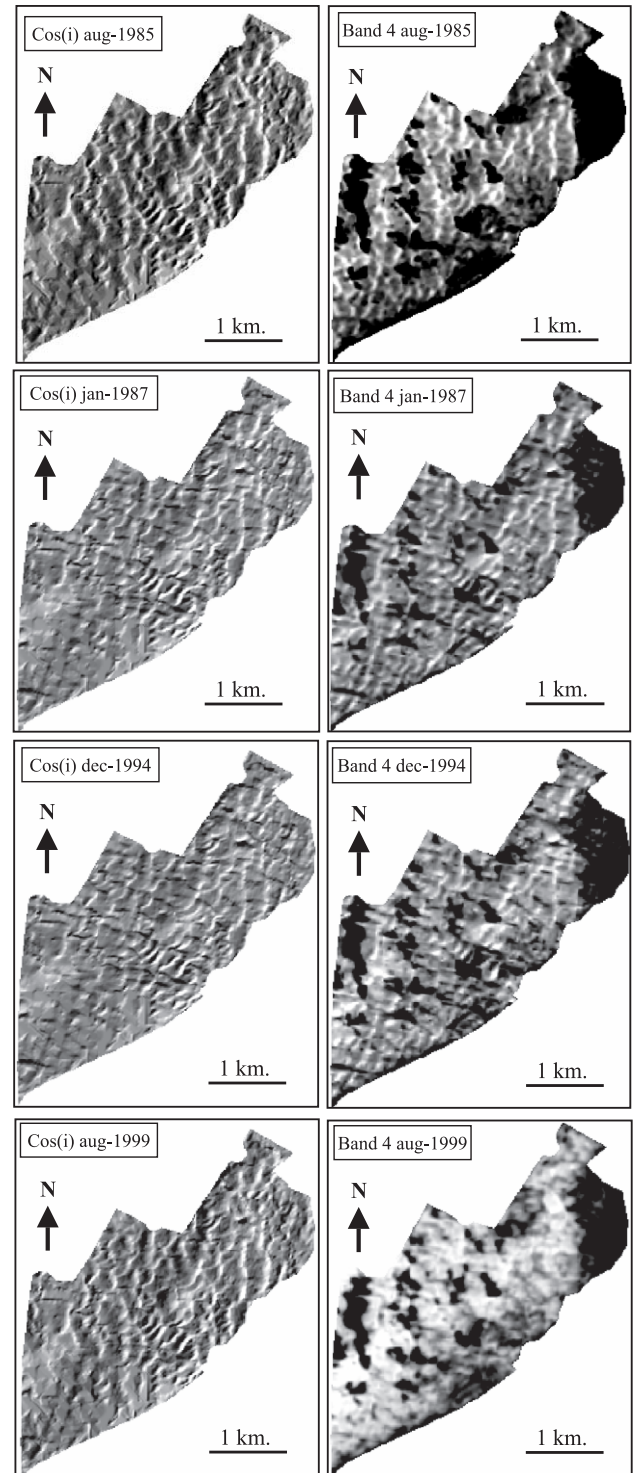 Cos(i) aug-1985
N
1 km.
Band 4 aug-1985
N
1 km.
Cos(i) jan-1987
N
1 km.
Band 4 jan-1987
N
1 km.
Cos(i) dec-1994
N
1 km.
Band 4 dec-1994
N
1 km.
Cos(i) aug-1999
N
1 km.
Band 4 aug-1999
N
1 km.